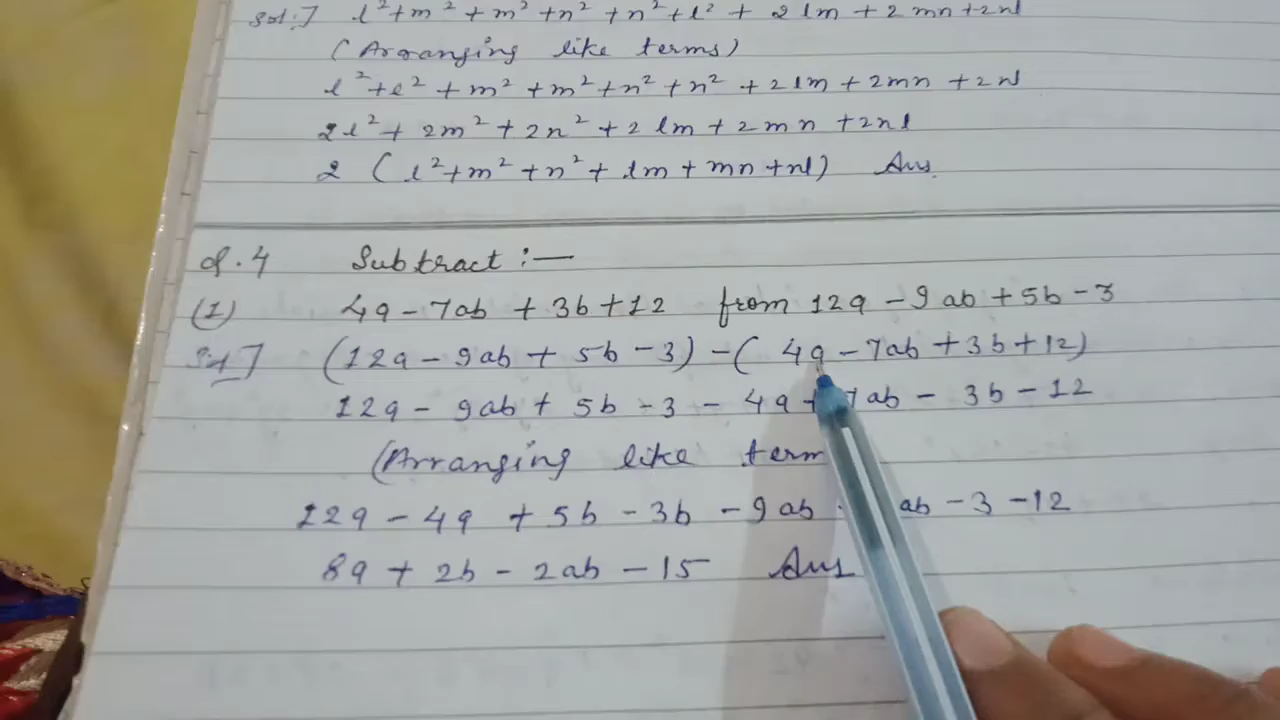 Sol:] l² + m² + m² + n² + n² + l² + 2lm + 2mn + 2nl
(Arranging like terms)
l² + l² + m² + m² + n² + n² + 2lm + 2mn + 2nl
2l² + 2m² + 2n² + 2lm + 2mn + 2nl
2 (l² + m² + n² + lm + mn + nl) Ans.
Q.4 Subtract :—
(1) 4a - 7ab + 3b + 12 from 12a - 9ab + 5b - 3
Sol] (12a - 9ab + 5b - 3) - (4a - 7ab + 3b + 12)
12a - 9ab + 5b - 3 - 4a + 7ab - 3b - 12
(Arranging like term
12a - 4a + 5b - 3b - 9ab ab - 3 - 12
8a + 2b - 2ab - 15 Ans